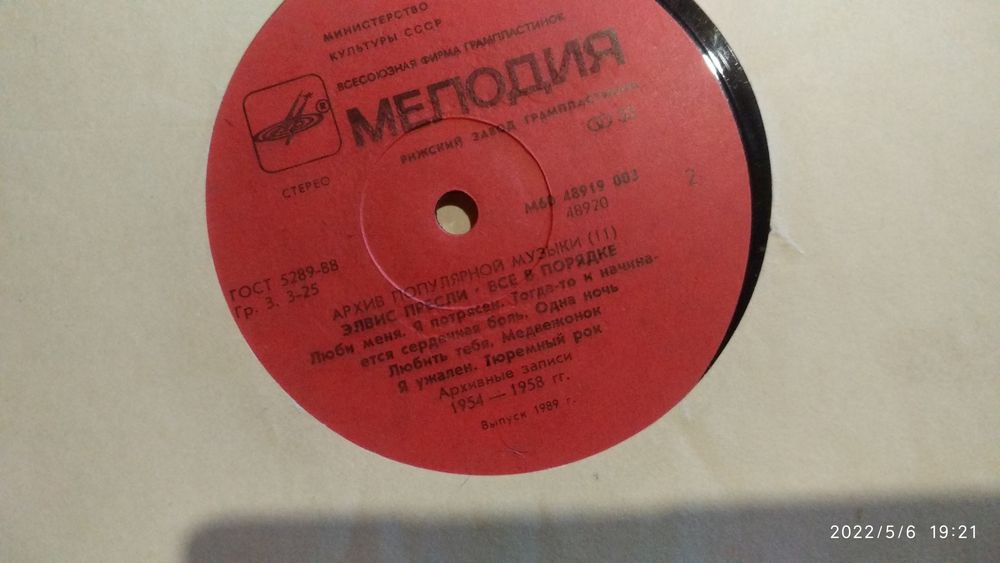 МИНИСТЕРСТВО
КУЛЬТУРЫ СССР
ВСЕСОЮЗНАЯ ФИРМА ГРАМПЛАСТИНОК
МЕЛОДИЯ
РИЖСКИЙ ЗАВОД ГРАМПЛАСТИНОК
СТЕРЕО
33
М60 48919 003
48920
2
ГОСТ 5289-88
Гр. 3. 3-25
АРХИВ ПОПУЛЯРНОЙ МУЗЫКИ (11)
ЭЛВИС ПРЕСЛИ · ВСЕ В ПОРЯДКЕ
Люби меня. Я потрясен. Тогда-то и начина-
ется сердечная боль. Одна ночь
Любить тебя. Медвежонок
Я ужален. Тюремный рок
Архивные записи
1954 — 1958 гг.
Выпуск 1989 г.
2022/5/6 19:21